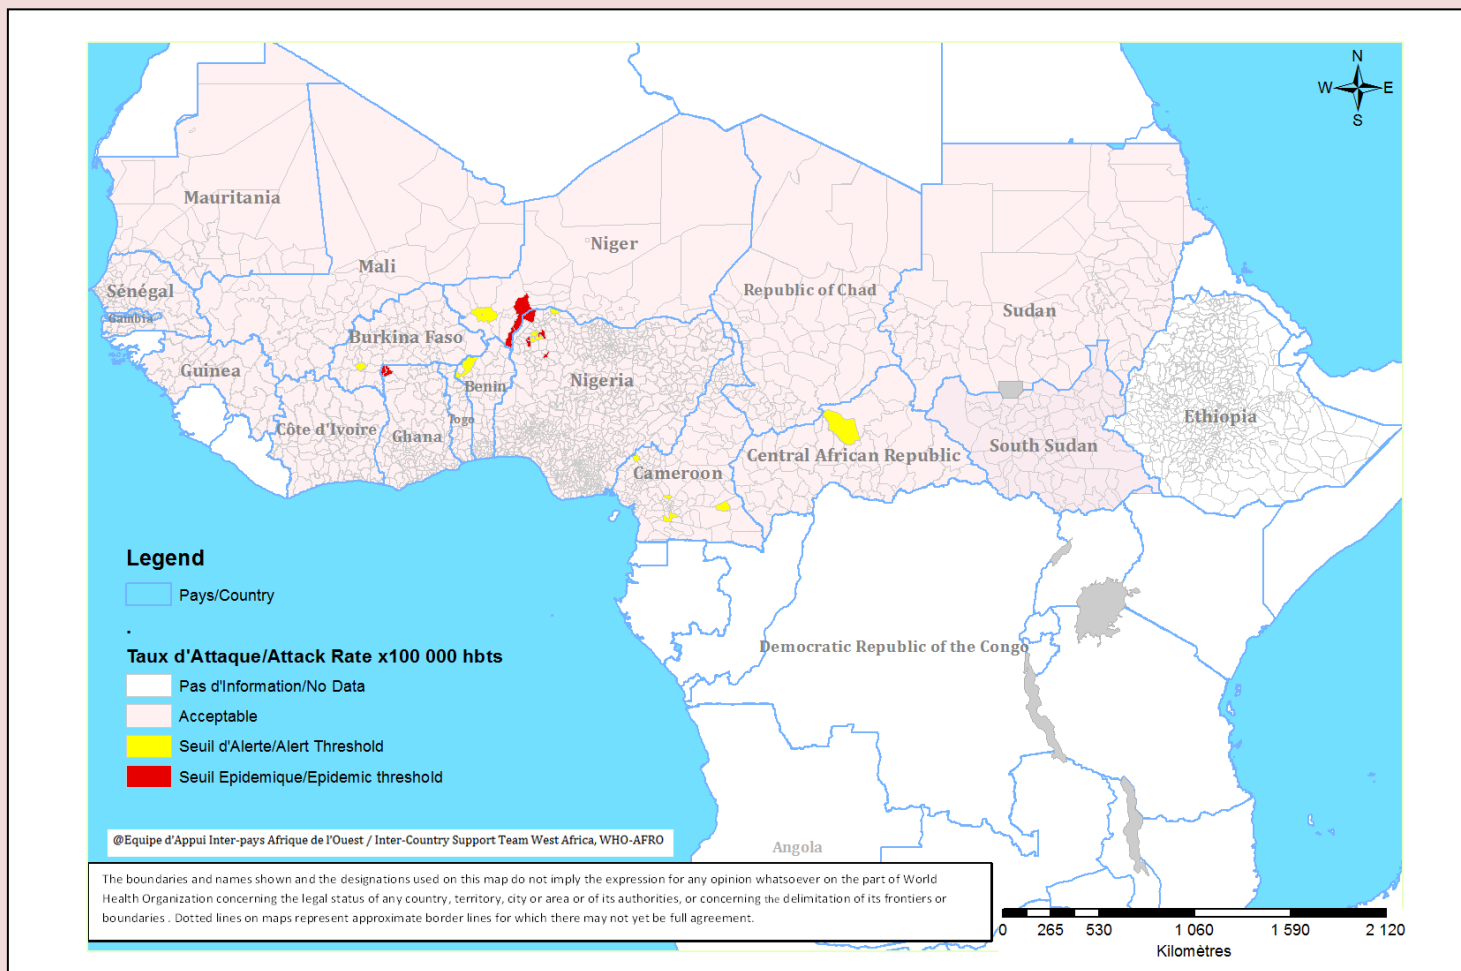 N
W E
S
Mauritania
Niger
Mali
Sénégal
Republic of Chad
Sudan
Gambia
Burkina Faso
Guinea
Nigeria
Benin
Togo
Ethiopia
Côte d'Ivoire
Ghana
South Sudan
Central African Republic
Cameroon
Democratic Republic of the Congo
Angola
Legend
Pays/Country
.
Taux d'Attaque/Attack Rate x100 000 hbts
Pas d'Information/No Data
Acceptable
Seuil d'Alerte/Alert Threshold
Seuil Epidemique/Epidemic threshold
@Equipe d'Appui Inter-pays Afrique de l'Ouest / Inter-Country Support Team West Africa, WHO-AFRO
The boundaries and names shown and the designations used on this map do not imply the expression for any opinion whatsoever on the part of World
Health Organization concerning the legal status of any country, territory, city or area or of its authorities, or concerning the delimitation of its frontiers or
boundaries . Dotted lines on maps represent approximate border lines for which there may not yet be full agreement.
0 265 530 1 060 1 590 2 120
Kilomètres